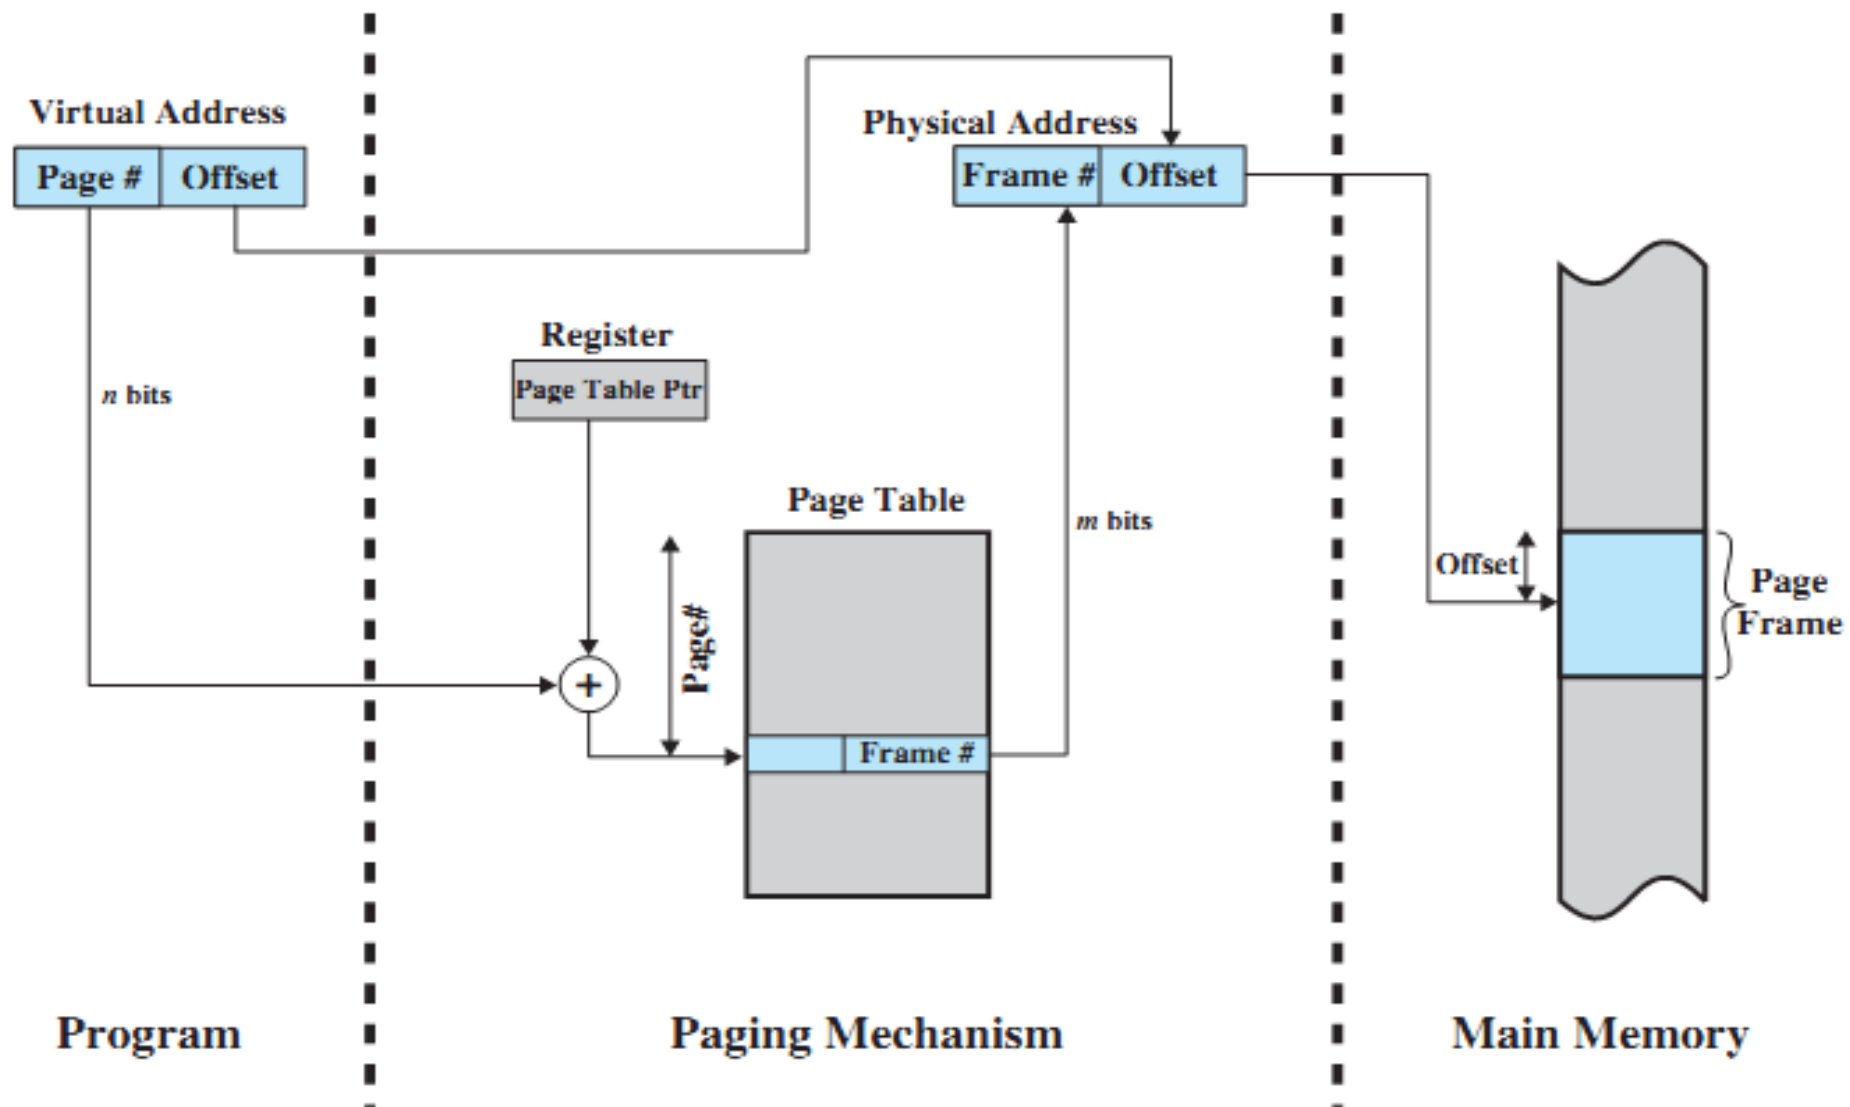 Virtual Address
Page # Offset
Physical Address
Frame # Offset
Register
Page Table Ptr
n bits
Page Table
m bits
Page#
Frame #
+
Offset
Page
Frame
Program
Paging Mechanism
Main Memory